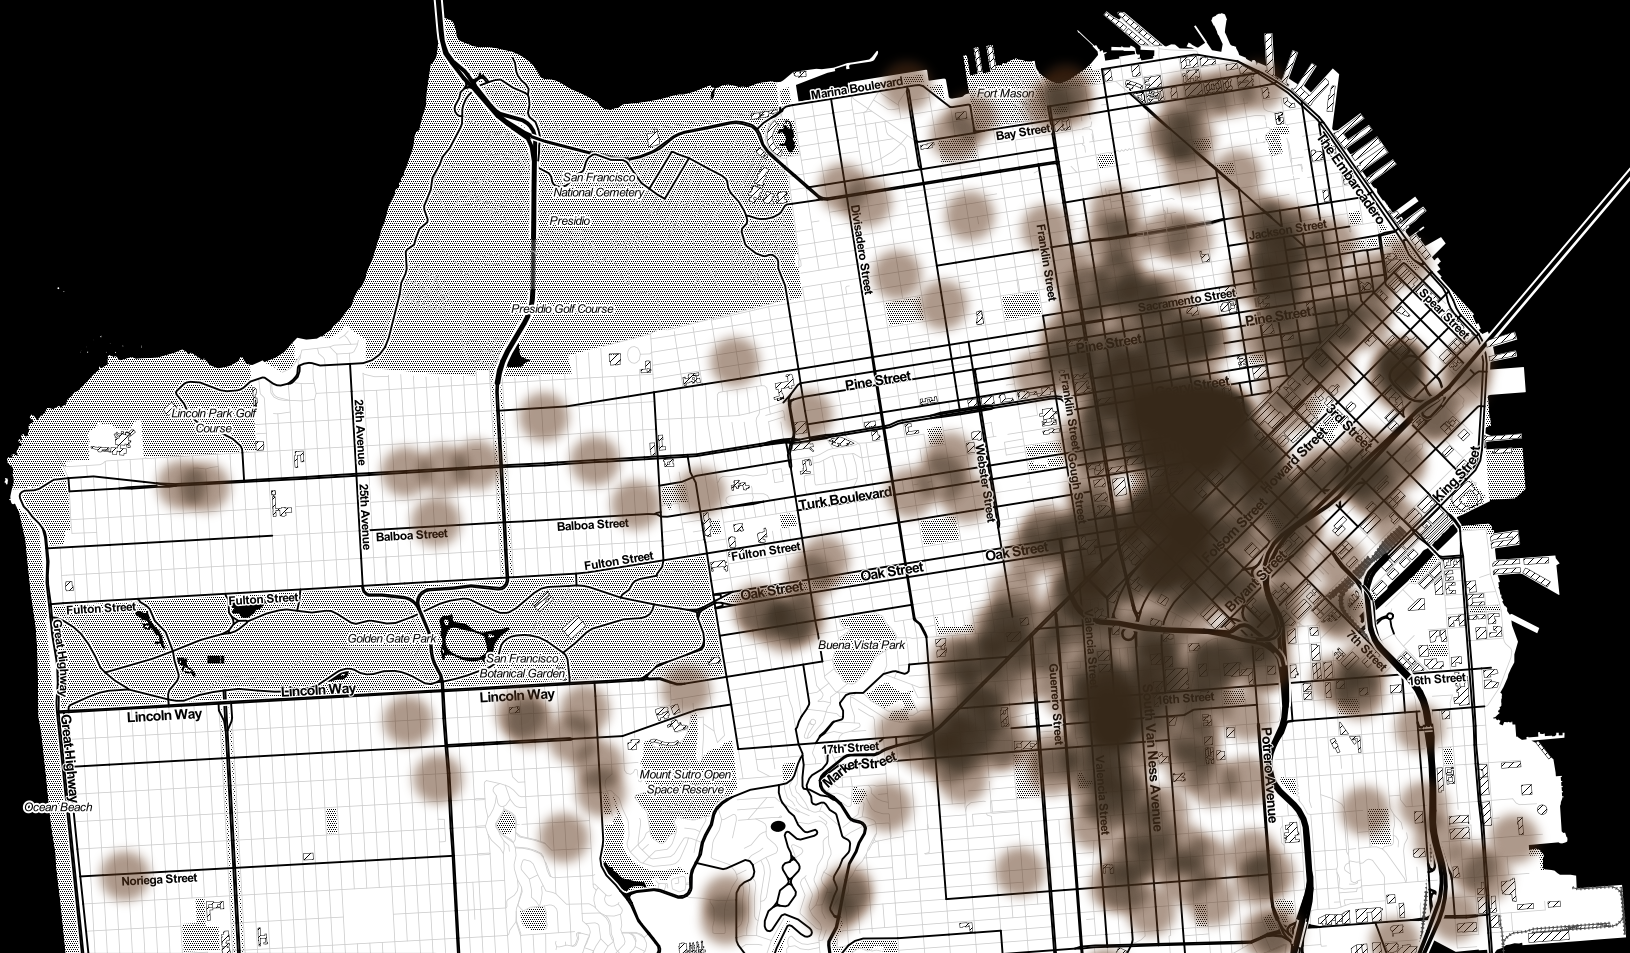 Marina Boulevard
Fort Mason
Bay Street
The Embarcadero
San Francisco
National Cemetery
Presidio
Divisadero Street
Franklin Street
Jackson Street
Presidio Golf Course
Sacramento Street
Spear Street
Pine Street
Pine Street
Pine Street
Street
Lincoln Park Golf
Course
25th Avenue
Franklin Street
Gough Street
3rd Street
Howard Street
Webster Street
King Street
25th Avenue
Turk Boulevard
Balboa Street
Balboa Street
Folsom Street
Fulton Street
Fulton Street
Oak Street
Oak Street
Oak Street
Bryant Street
Fulton Street
Fulton Street
Great Highway
Golden Gate Park
San Francisco
Botanical Garden
Buena Vista Park
Valencia Street
7th Street
16th Street
16th Street
Guerrero Street
South Van Ness Avenue
Lincoln Way
Lincoln Way
Lincoln Way
Great Highway
17th Street
Market Street
Potrero Avenue
Mount Sutro Open
Space Reserve
Valencia Street
Ocean Beach
Noriega Street